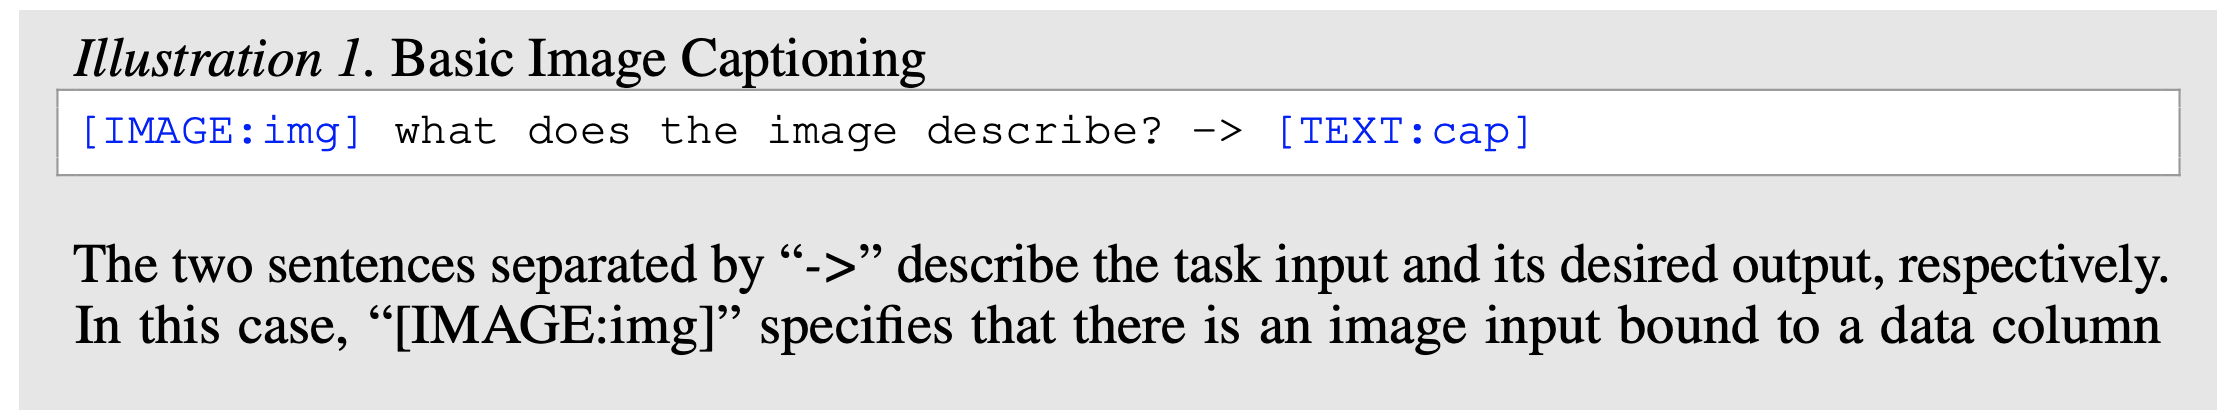 Illustration 1. Basic Image Captioning
[IMAGE:img] what does the image describe? -> [TEXT:cap]
The two sentences separated by “->” describe the task input and its desired output, respectively.
In this case, “[IMAGE:img]” specifies that there is an image input bound to a data column